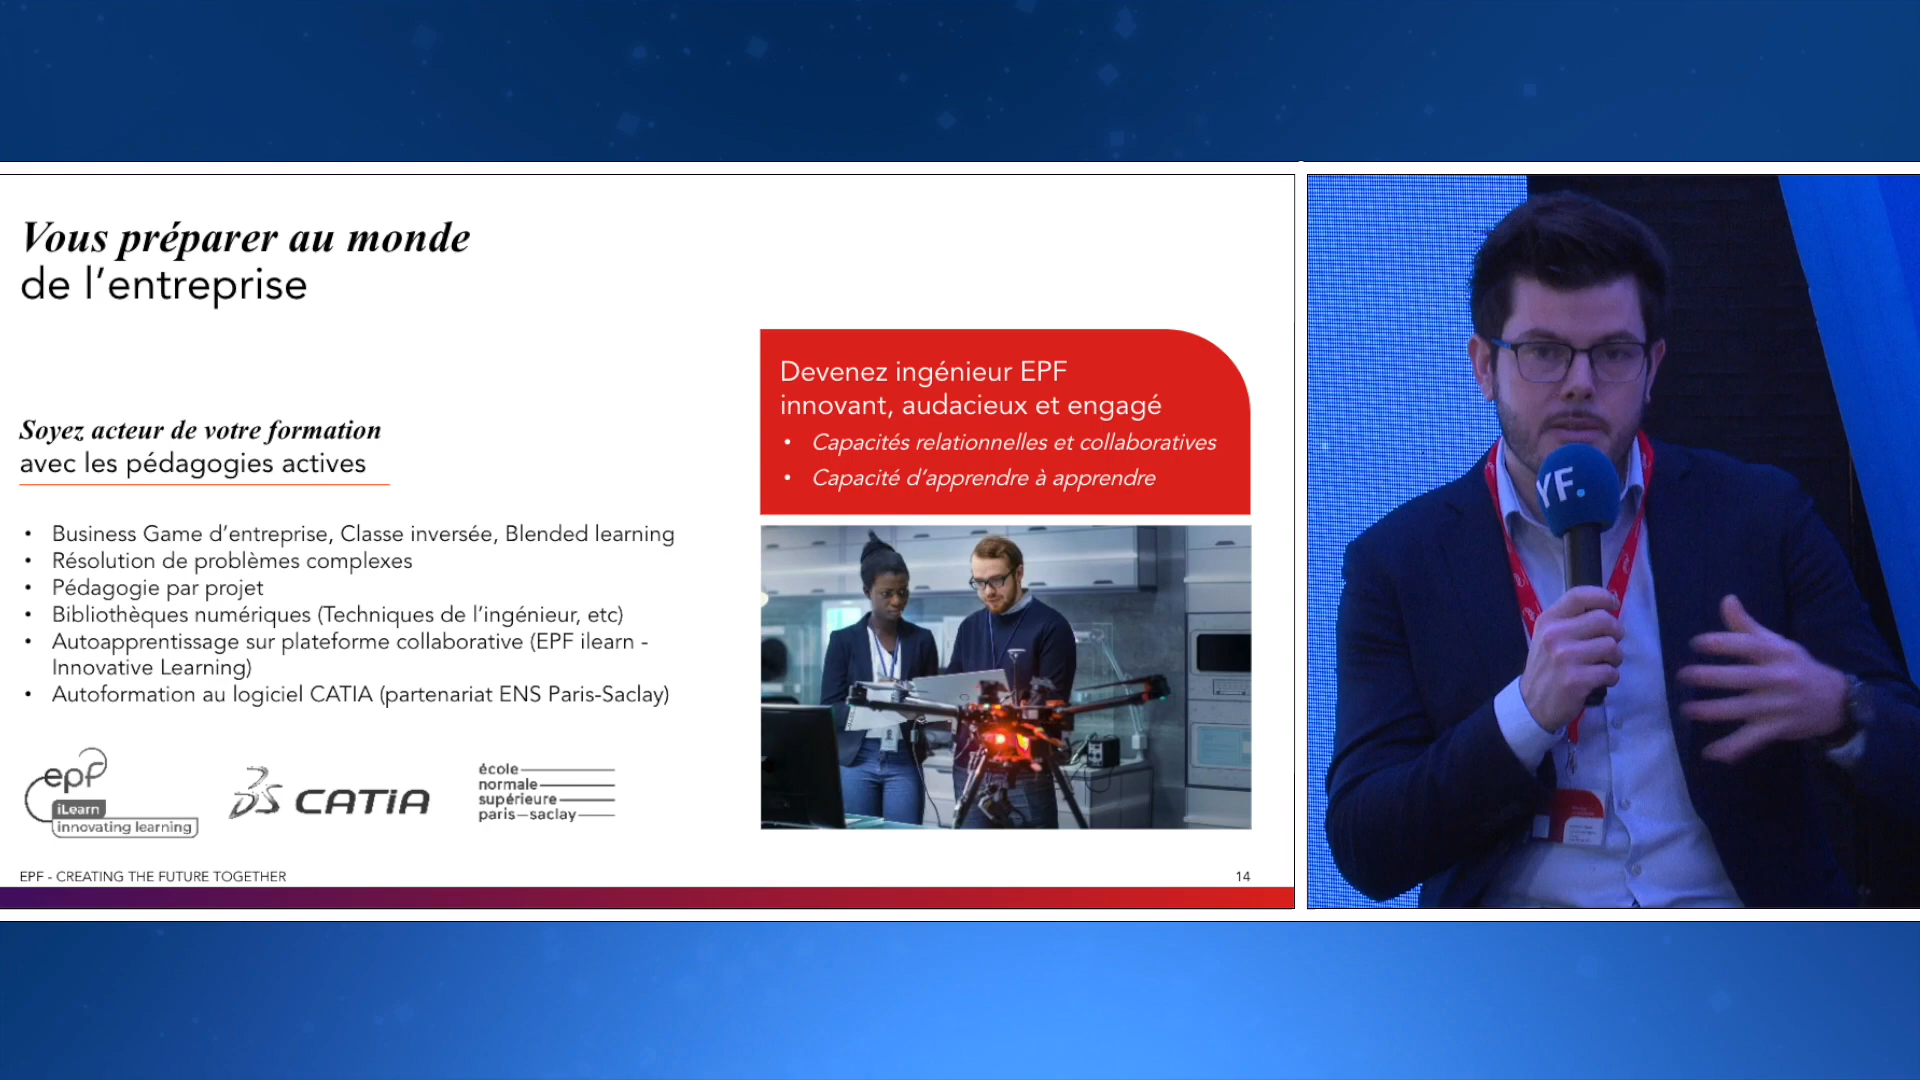 Vous préparer au monde
de l’entreprise
Soyez acteur de votre formation
avec les pédagogies actives
• Business Game d’entreprise, Classe inversée, Blended learning
• Résolution de problèmes complexes
• Pédagogie par projet
• Bibliothèques numériques (Techniques de l’ingénieur, etc)
• Autoapprentissage sur plateforme collaborative (EPF ilearn -
Innovative Learning)
• Autoformation au logiciel CATIA (partenariat ENS Paris-Saclay)
epf
iLearn
innovating learning
CATIA
école
normale
supérieure
paris-saclay
Devenez ingénieur EPF
innovant, audacieux et engagé
• Capacités relationnelles et collaboratives
• Capacité d’apprendre à apprendre
EPF - CREATING THE FUTURE TOGETHER
14
YF.